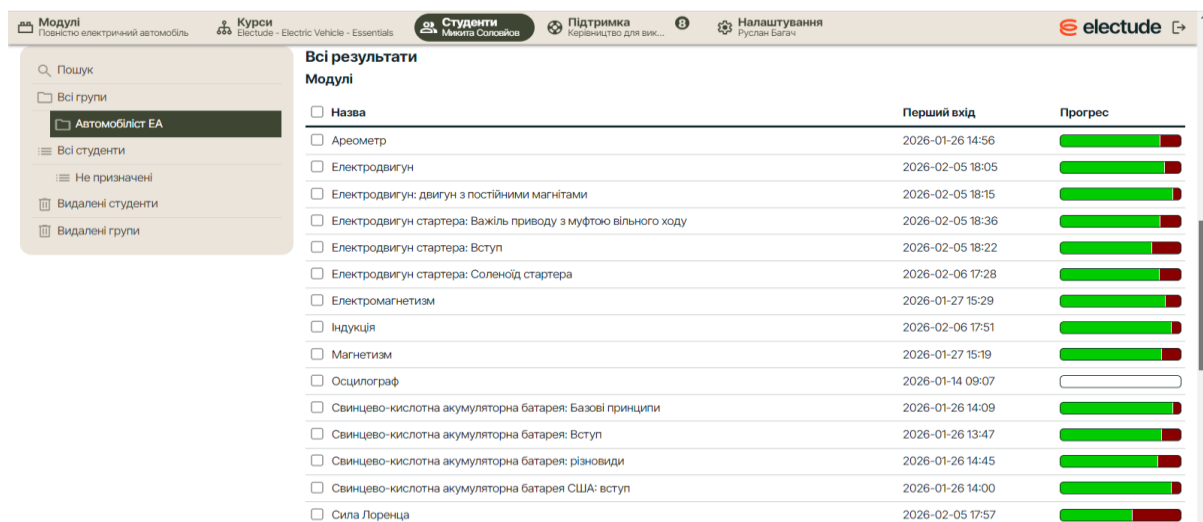 Модулі
Повністю електричний автомобіль
Курси
Electude - Electric Vehicle - Essentials
Студенти
Микита Соловйов
Підтримка
Керівництво для вик...
8
Налаштування
Руслан Багач
electude
Пошук
Всі групи
Автомобіліст ЕА
Всі студенти
Не призначені
Видалені студенти
Видалені групи
Всі результати
Модулі
Назва Перший вхід Прогрес
Ареометр 2026-01-26 14:56
Електродвигун 2026-02-05 18:05
Електродвигун: двигун з постійними магнітами 2026-02-05 18:15
Електродвигун стартера: Важіль приводу з муфтою вільного ходу 2026-02-05 18:36
Електродвигун стартера: Вступ 2026-02-05 18:22
Електродвигун стартера: Соленоїд стартера 2026-02-06 17:28
Електромагнетизм 2026-01-27 15:29
Індукція 2026-02-06 17:51
Магнетизм 2026-01-27 15:19
Осцилограф 2026-01-14 09:07
Свинцево-кислотна акумуляторна батарея: Базові принципи 2026-01-26 14:09
Свинцево-кислотна акумуляторна батарея: Вступ 2026-01-26 13:47
Свинцево-кислотна акумуляторна батарея: різновиди 2026-01-26 14:45
Свинцево-кислотна акумуляторна батарея США: вступ 2026-01-26 14:00
Сила Лоренца 2026-02-05 17:57